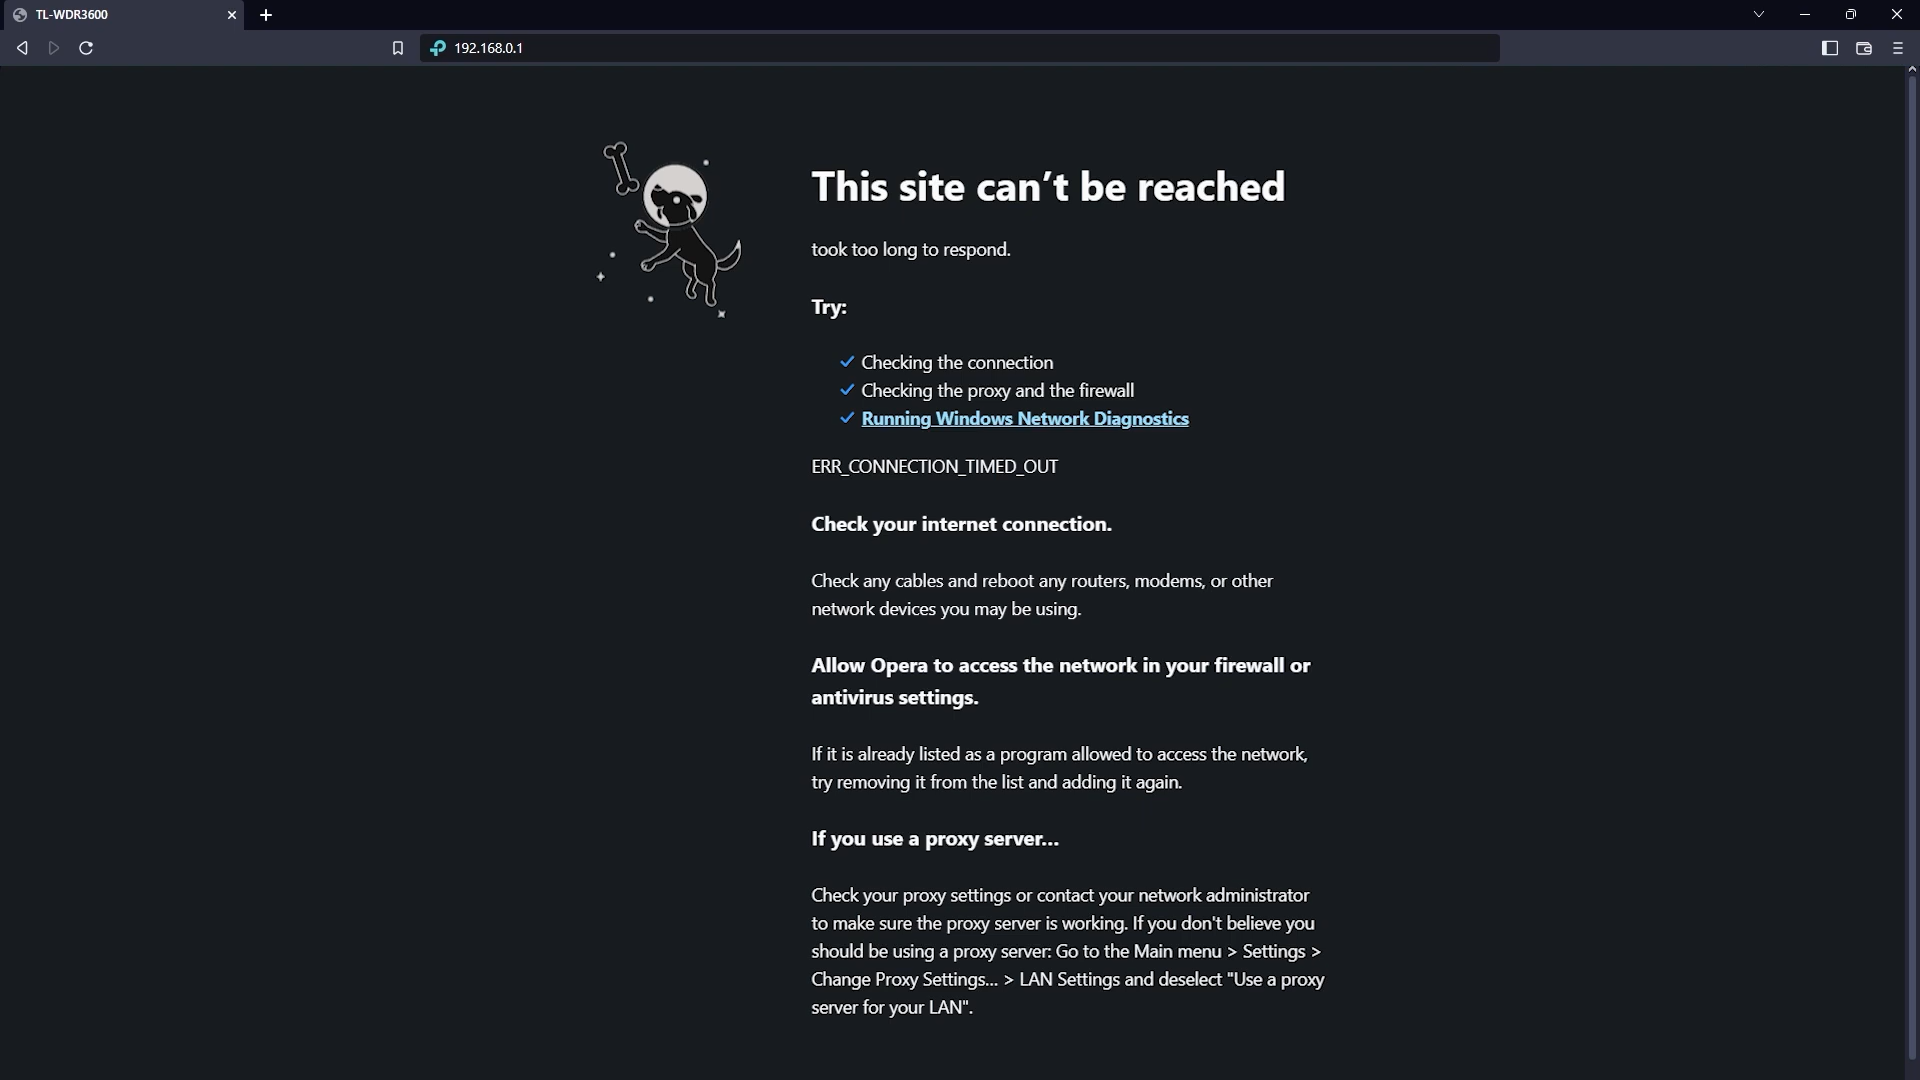 TL-WDR3600
192.168.0.1
This site can’t be reached
took too long to respond.
Try:
Checking the connection
Checking the proxy and the firewall
Running Windows Network Diagnostics
ERR_CONNECTION_TIMED_OUT
Check your internet connection.
Check any cables and reboot any routers, modems, or other
network devices you may be using.
Allow Opera to access the network in your firewall or
antivirus settings.
If it is already listed as a program allowed to access the network,
try removing it from the list and adding it again.
If you use a proxy server...
Check your proxy settings or contact your network administrator
to make sure the proxy server is working. If you don't believe you
should be using a proxy server: Go to the Main menu > Settings >
Change Proxy Settings... > LAN Settings and deselect "Use a proxy
server for your LAN".